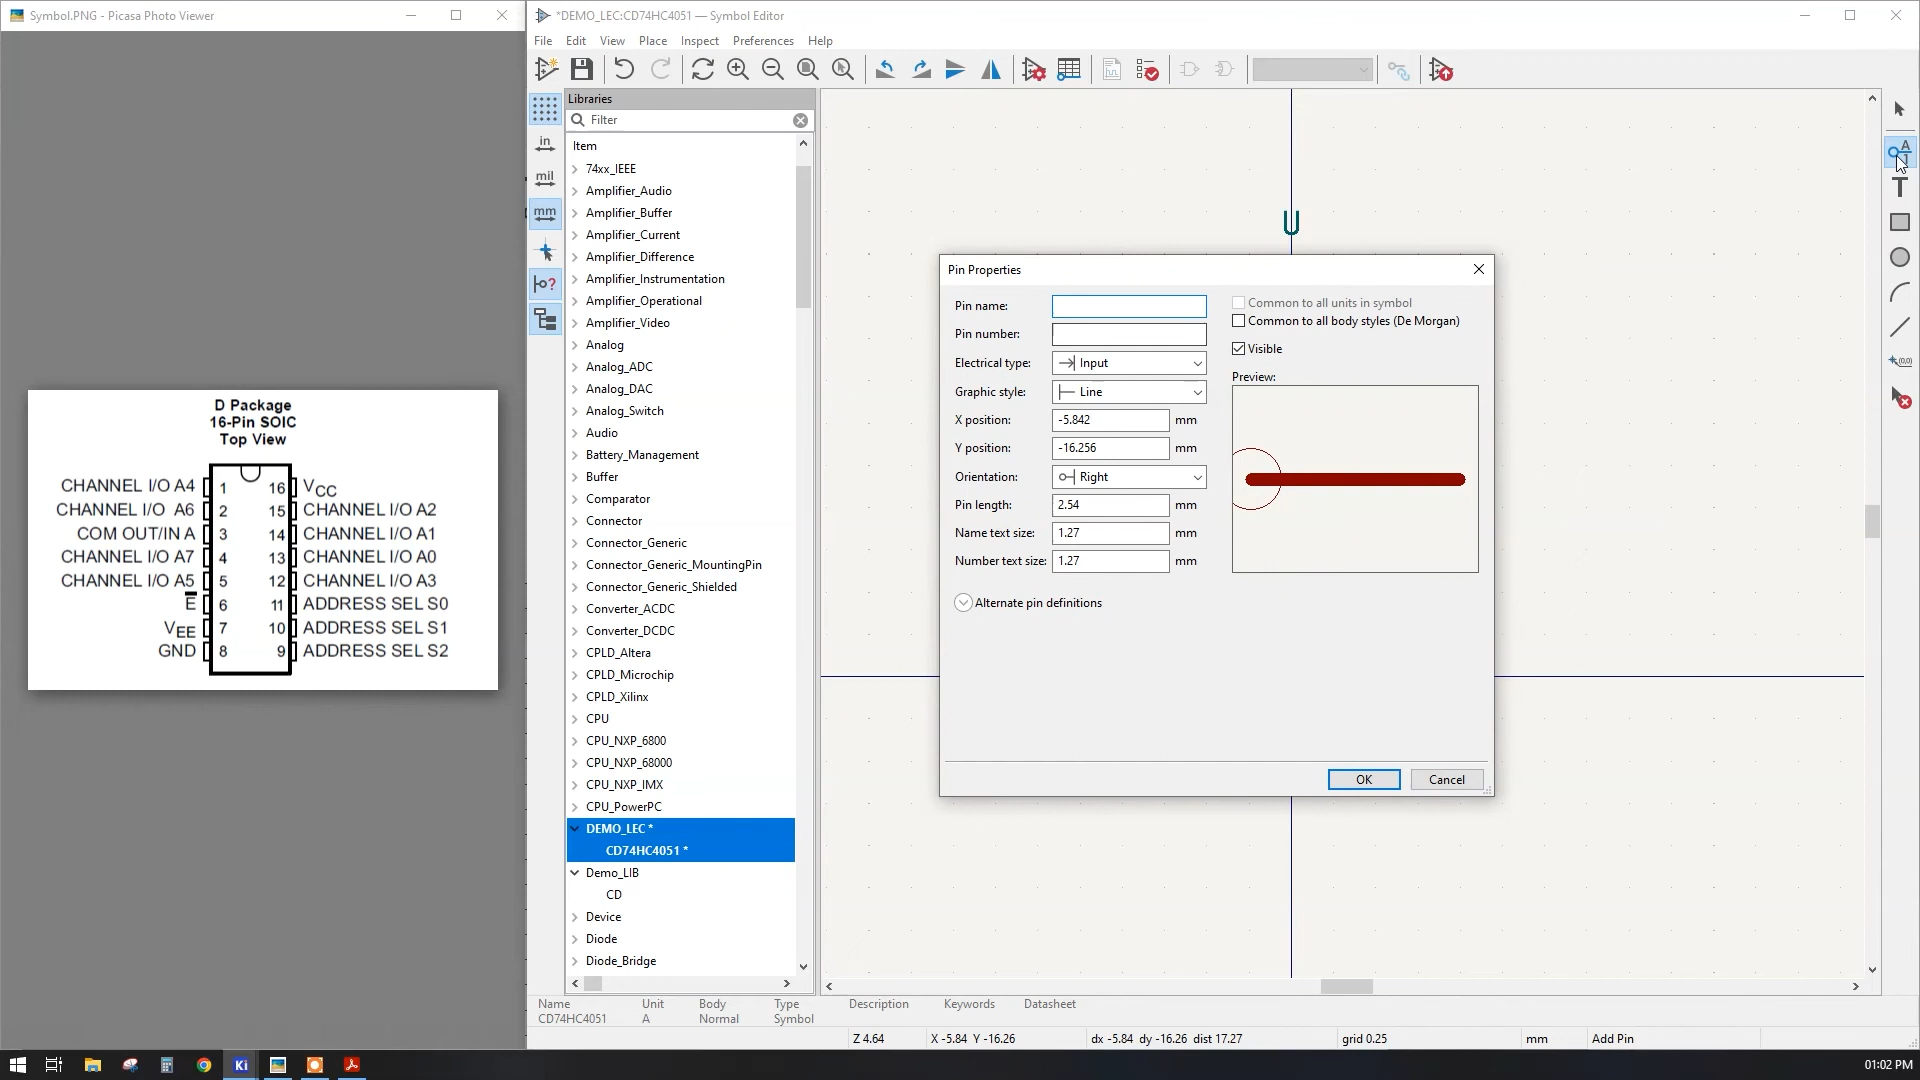 Symbol.PNG - Picasa Photo Viewer
D Package
16-Pin SOIC
Top View
CHANNEL I/O A4 1 16 VCC
CHANNEL I/O A6 2 15 CHANNEL I/O A2
COM OUT/IN A 3 14 CHANNEL I/O A1
CHANNEL I/O A7 4 13 CHANNEL I/O A0
CHANNEL I/O A5 5 12 CHANNEL I/O A3
E 6 11 ADDRESS SEL S0
VEE 7 10 ADDRESS SEL S1
GND 8 9 ADDRESS SEL S2
*DEMO_LEC:CD74HC4051 — Symbol Editor
File Edit View Place Inspect Preferences Help
in
mil
mm
Libraries
Filter
Item
74xx_IEEE
Amplifier_Audio
Amplifier_Buffer
Amplifier_Current
Amplifier_Difference
Amplifier_Instrumentation
Amplifier_Operational
Amplifier_Video
Analog
Analog_ADC
Analog_DAC
Analog_Switch
Audio
Battery_Management
Buffer
Comparator
Connector
Connector_Generic
Connector_Generic_MountingPin
Connector_Generic_Shielded
Converter_ACDC
Converter_DCDC
CPLD_Altera
CPLD_Microchip
CPLD_Xilinx
CPU
CPU_NXP_6800
CPU_NXP_68000
CPU_NXP_IMX
CPU_PowerPC
DEMO_LEC *
CD74HC4051 *
Demo_LIB
CD
Device
Diode
Diode_Bridge
U
Pin Properties
Pin name:
Pin number:
Electrical type: Input
Graphic style: Line
X position: -5.842 mm
Y position: -16.256 mm
Orientation: Right
Pin length: 2.54 mm
Name text size: 1.27 mm
Number text size: 1.27 mm
Alternate pin definitions
Common to all units in symbol
Common to all body styles (De Morgan)
Visible
Preview:
OK Cancel
A
T
(0,0)
Name Unit Body Type Description Keywords Datasheet
CD74HC4051 A Normal Symbol
Z 4.64 X -5.84 Y -16.26 dx -5.84 dy -16.26 dist 17.27 grid 0.25 mm Add Pin
Ki
01:02 PM